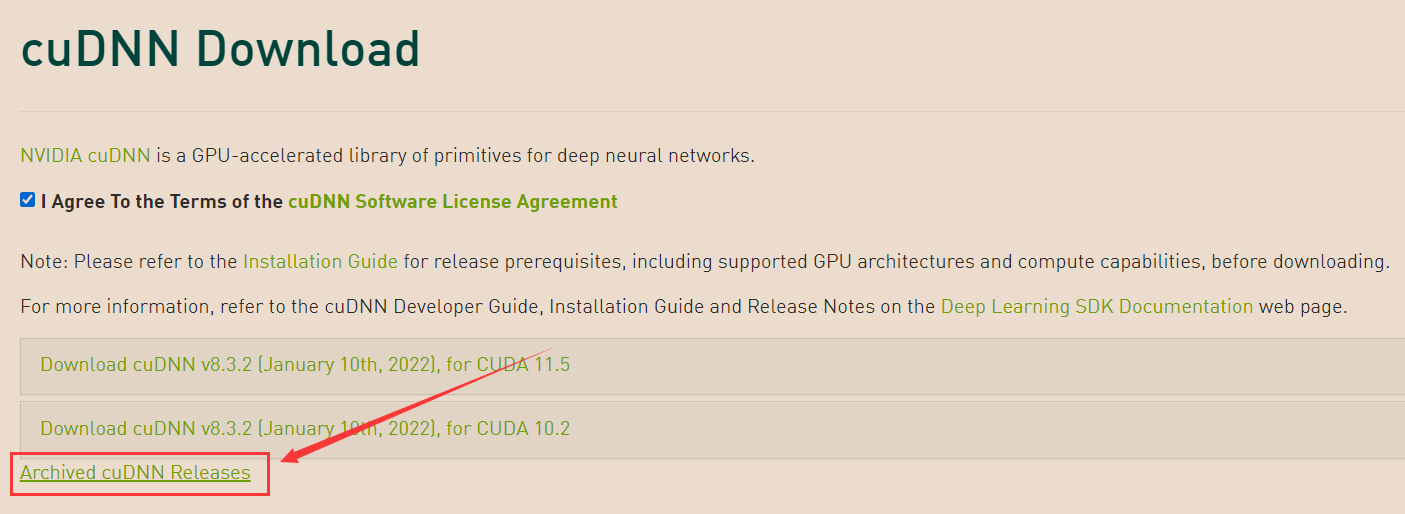 cuDNN Download
NVIDIA cuDNN is a GPU-accelerated library of primitives for deep neural networks.
I Agree To the Terms of the cuDNN Software License Agreement
Note: Please refer to the Installation Guide for release prerequisites, including supported GPU architectures and compute capabilities, before downloading.
For more information, refer to the cuDNN Developer Guide, Installation Guide and Release Notes on the Deep Learning SDK Documentation web page.
Download cuDNN v8.3.2 (January 10th, 2022), for CUDA 11.5
Download cuDNN v8.3.2 (January 10th, 2022), for CUDA 10.2
Archived cuDNN Releases